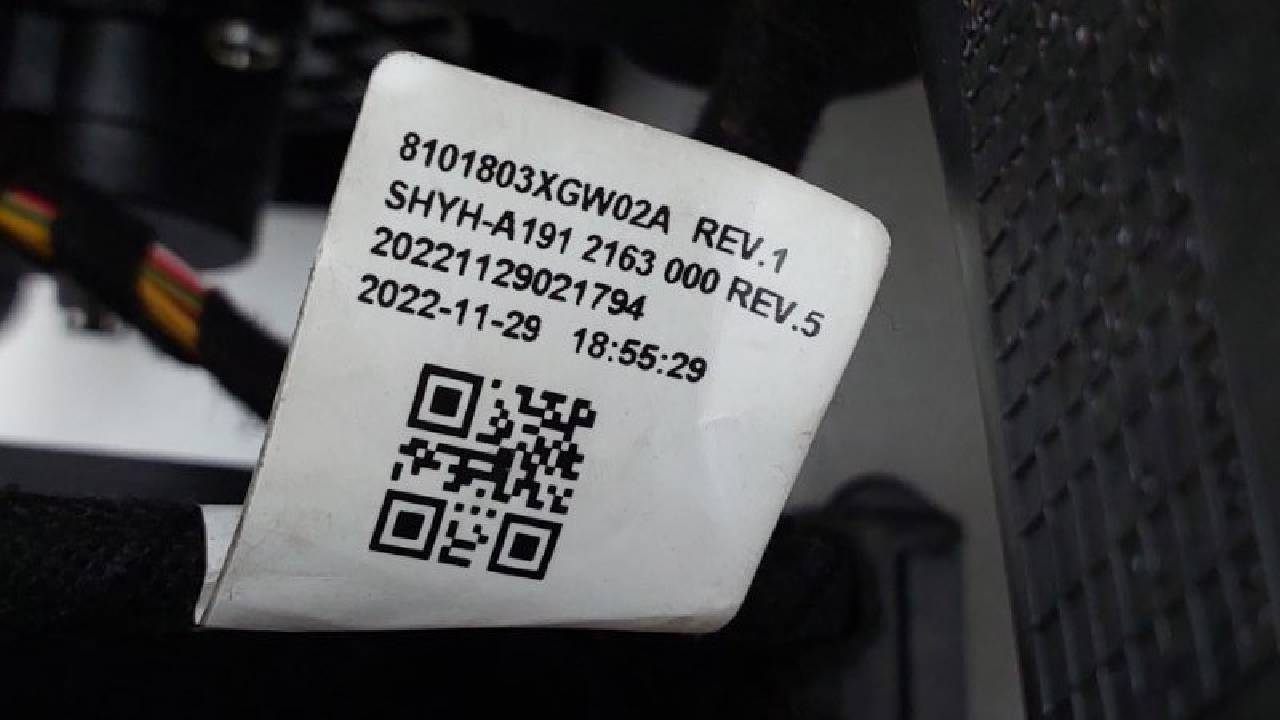 8101803XGW02A REV.1
SHYH-A191 2163 000 REV.5
20221129021794
2022-11-29 18:55:29